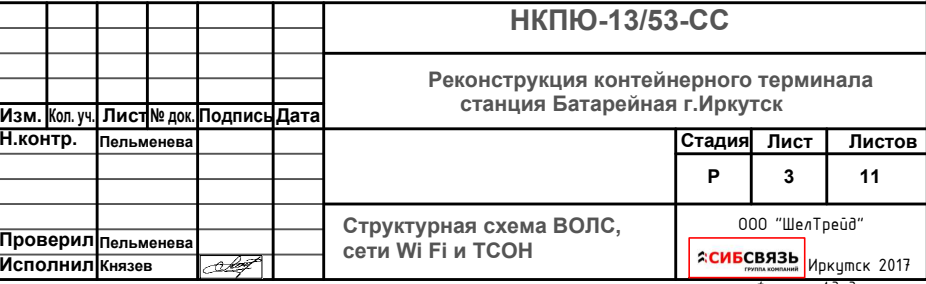 НКПЮ-13/53-СС
Реконструкция контейнерного терминала
станция Батарейная г.Иркутск
Изм. Кол. уч. Лист № док. Подпись Дата
Н.контр. Пельменева
Стадия Лист Листов
Р 3 11
Структурная схема ВОЛС,
сети Wi Fi и ТСОН
ООО "ШелТрейд"
Проверил Пельменева
Исполнил Князев
СИБСВЯЗЬ
ГРУППА КОМПАНИЙ
Иркутск 2017